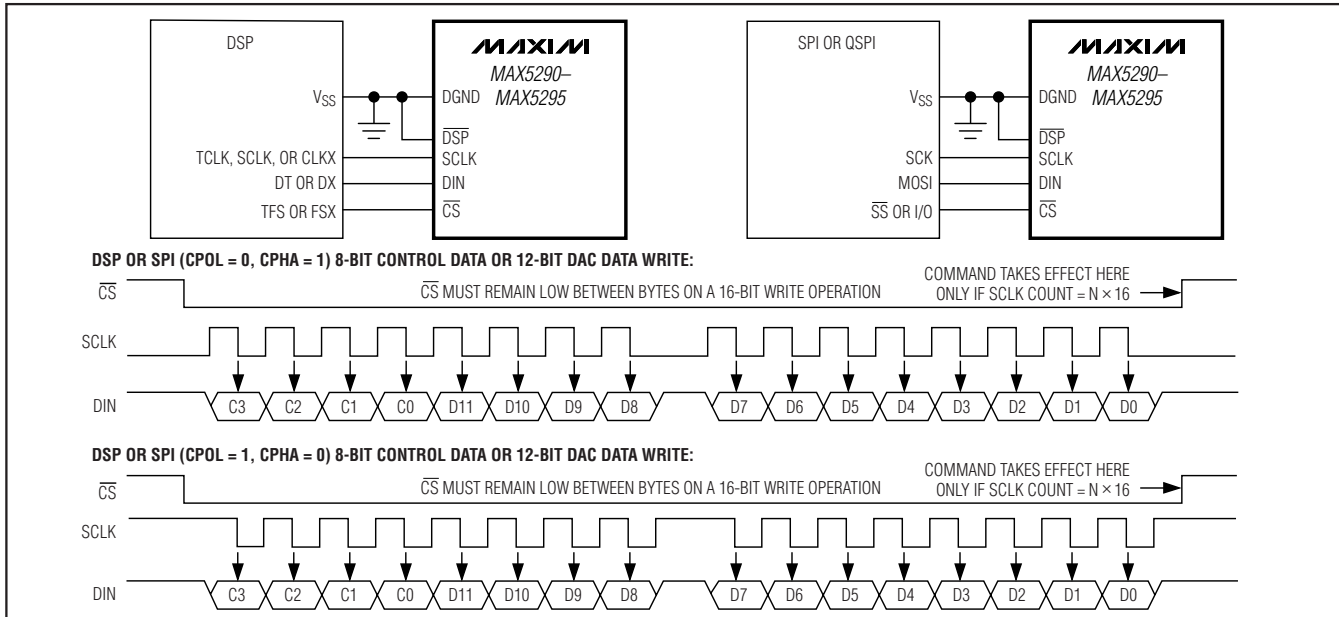 DSP
VSS
TCLK, SCLK, OR CLKX
DT OR DX
TFS OR FSX
MAXIM
MAX5290–
MAX5295
DGND
DSP
SCLK
DIN
CS
SPI OR QSPI
VSS
SCK
MOSI
SS OR I/O
MAXIM
MAX5290–
MAX5295
DGND
DSP
SCLK
DIN
CS
DSP OR SPI (CPOL = 0, CPHA = 1) 8-BIT CONTROL DATA OR 12-BIT DAC DATA WRITE:
CS
CS MUST REMAIN LOW BETWEEN BYTES ON A 16-BIT WRITE OPERATION
COMMAND TAKES EFFECT HERE
ONLY IF SCLK COUNT = N × 16
SCLK
DIN C3 C2 C1 C0 D11 D10 D9 D8 D7 D6 D5 D4 D3 D2 D1 D0
DSP OR SPI (CPOL = 1, CPHA = 0) 8-BIT CONTROL DATA OR 12-BIT DAC DATA WRITE:
CS
CS MUST REMAIN LOW BETWEEN BYTES ON A 16-BIT WRITE OPERATION
COMMAND TAKES EFFECT HERE
ONLY IF SCLK COUNT = N × 16
SCLK
DIN C3 C2 C1 C0 D11 D10 D9 D8 D7 D6 D5 D4 D3 D2 D1 D0